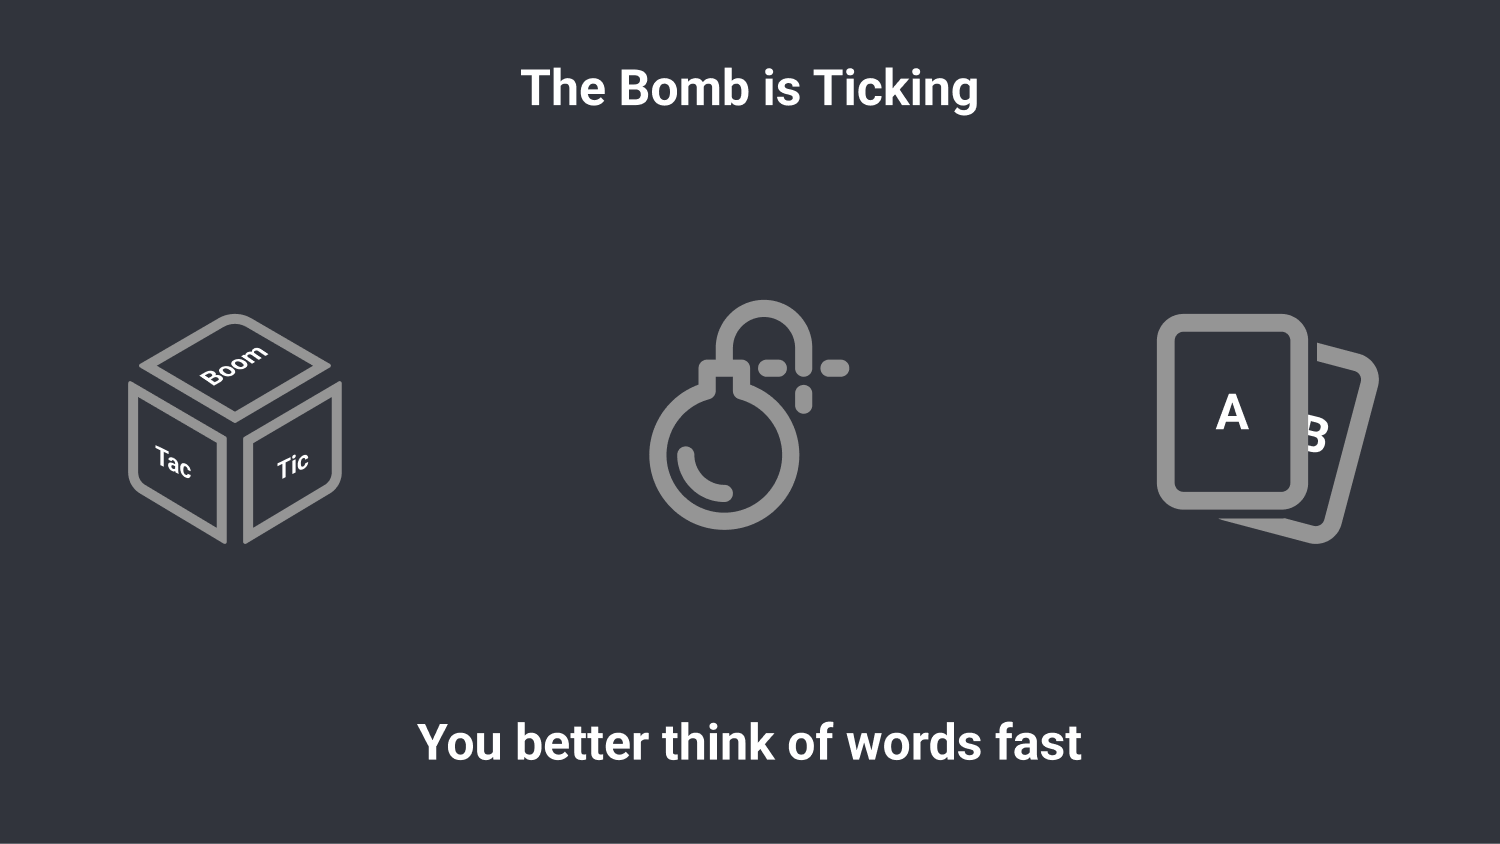 The Bomb is Ticking
Boom
Tac
Tic
A
B
You better think of words fast